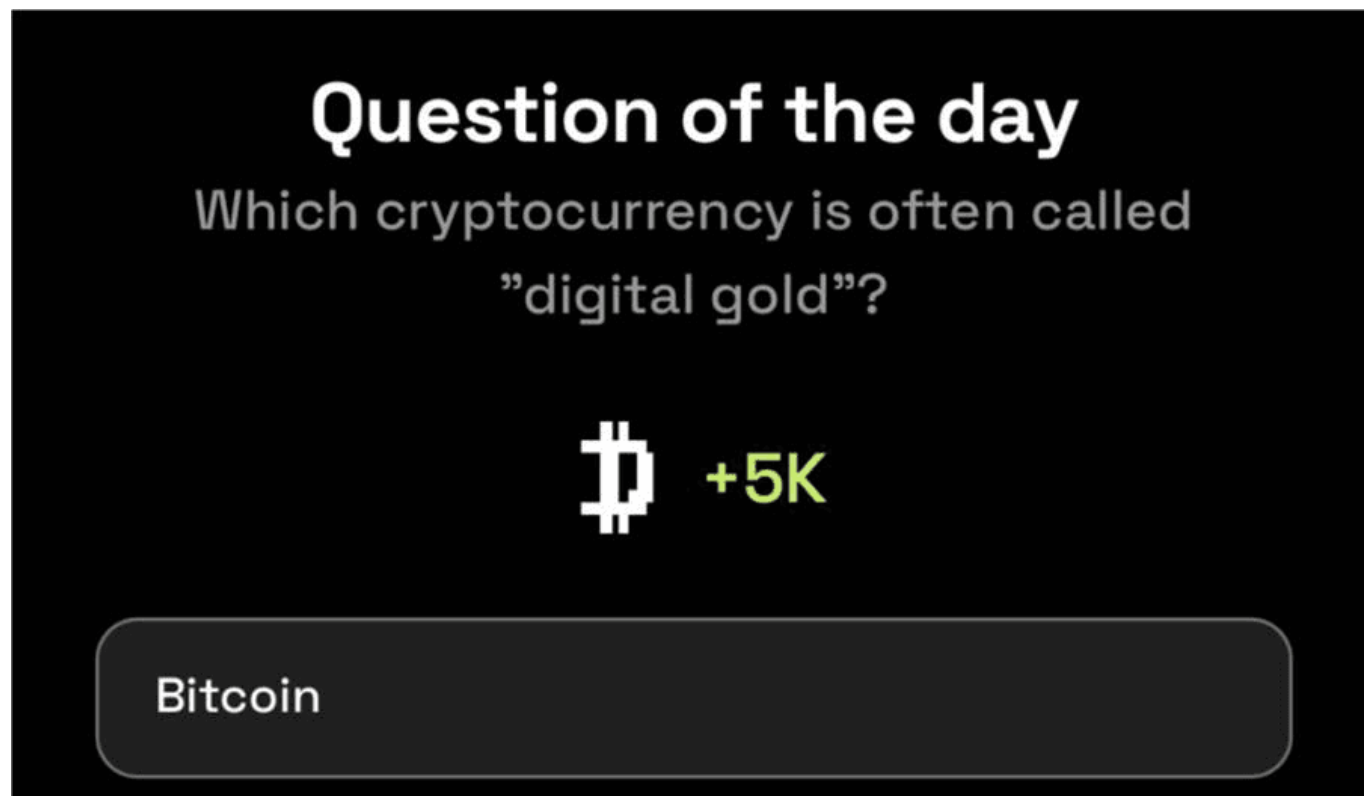 Question of the day
Which cryptocurrency is often called
”digital gold”?
+5K
Bitcoin